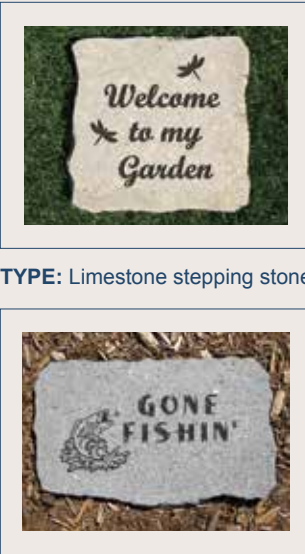 Welcome
to my
Garden
TYPE: Limestone stepping stone
GONE
FISHIN'